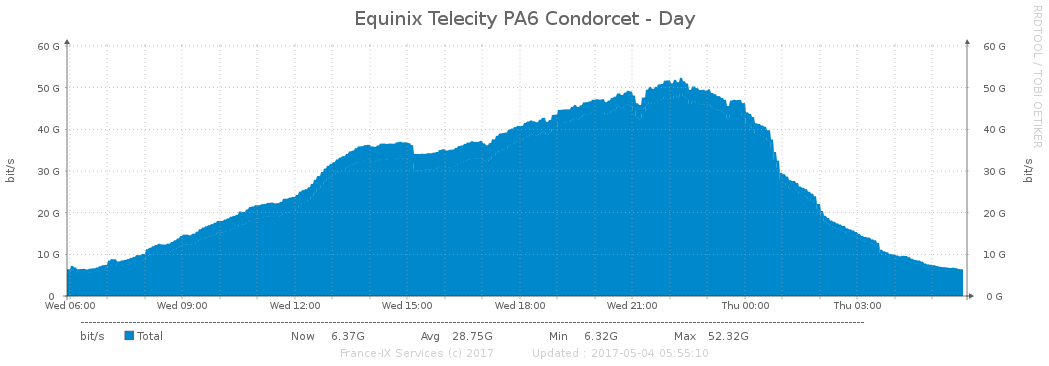 Equinix Telecity PA6 Condorcet - Day
RRDTOOL / TOBI OETIKER
60 G 60 G
50 G 50 G
40 G 40 G
30 G 30 G
20 G 20 G
10 G 10 G
0 0 G
bit/s bit/s
Wed 06:00 Wed 09:00 Wed 12:00 Wed 15:00 Wed 18:00 Wed 21:00 Thu 00:00 Thu 03:00
bit/s Total Now 6.37G Avg 28.75G Min 6.32G Max 52.32G
France-IX Services (c) 2017 Updated : 2017-05-04 05:55:10